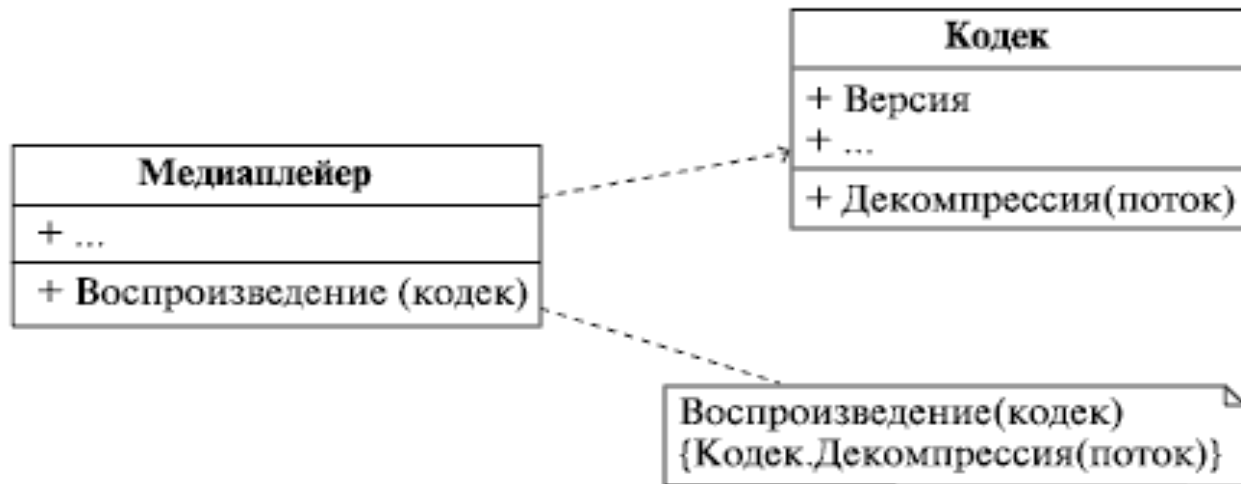 Кодек
+ Версия
+ ...
+ Декомпрессия(поток)
Медиаплейер
+ ...
+ Воспроизведение (кодек)
Воспроизведение(кодек)
{Кодек.Декомпрессия(поток)}